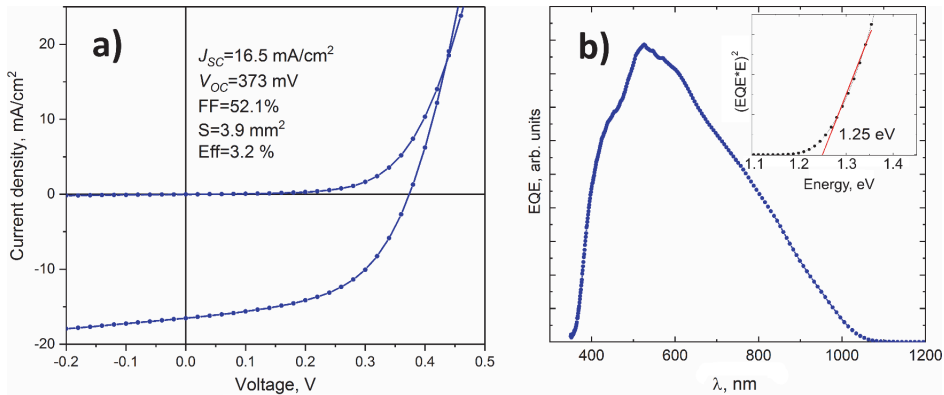 a)
J_SC=16.5 mA/cm²
V_OC=373 mV
FF=52.1%
S=3.9 mm²
Eff=3.2 %
Current density, mA/cm²
20
10
0
-10
-20
-0.2 -0.1 0.0 0.1 0.2 0.3 0.4 0.5
Voltage, V
b)
EQE, arb. units
400 600 800 1000 1200
λ, nm
(EQE*E)²
1.25 eV
1.1 1.2 1.3 1.4
Energy, eV